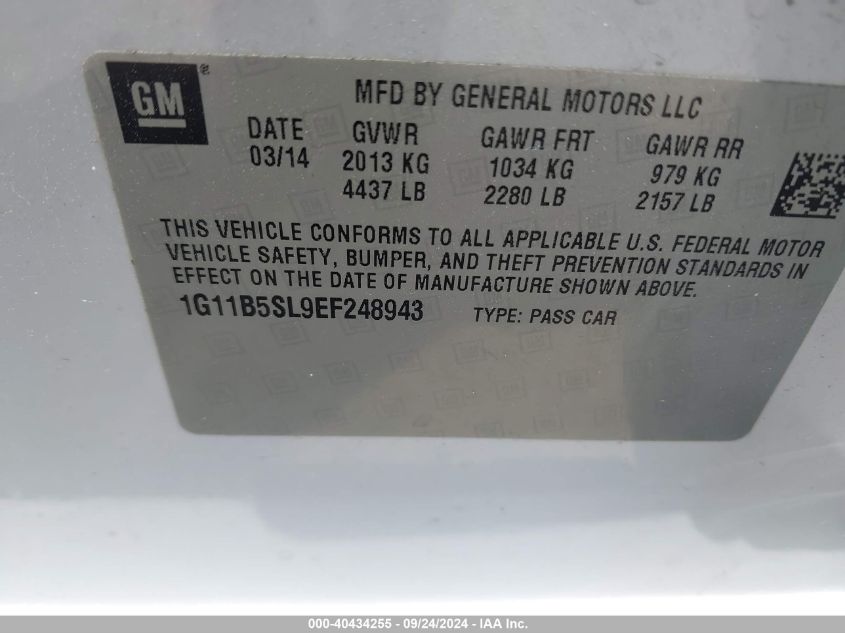 GM ®
MFD BY GENERAL MOTORS LLC
DATE GVWR GAWR FRT GAWR RR
03/14 2013 KG 1034 KG 979 KG
4437 LB 2280 LB 2157 LB
THIS VEHICLE CONFORMS TO ALL APPLICABLE U.S. FEDERAL MOTOR
VEHICLE SAFETY, BUMPER, AND THEFT PREVENTION STANDARDS IN
EFFECT ON THE DATE OF MANUFACTURE SHOWN ABOVE.
1G11B5SL9EF248943 TYPE: PASS CAR
000-40434255 - 09/24/2024 - IAA Inc.